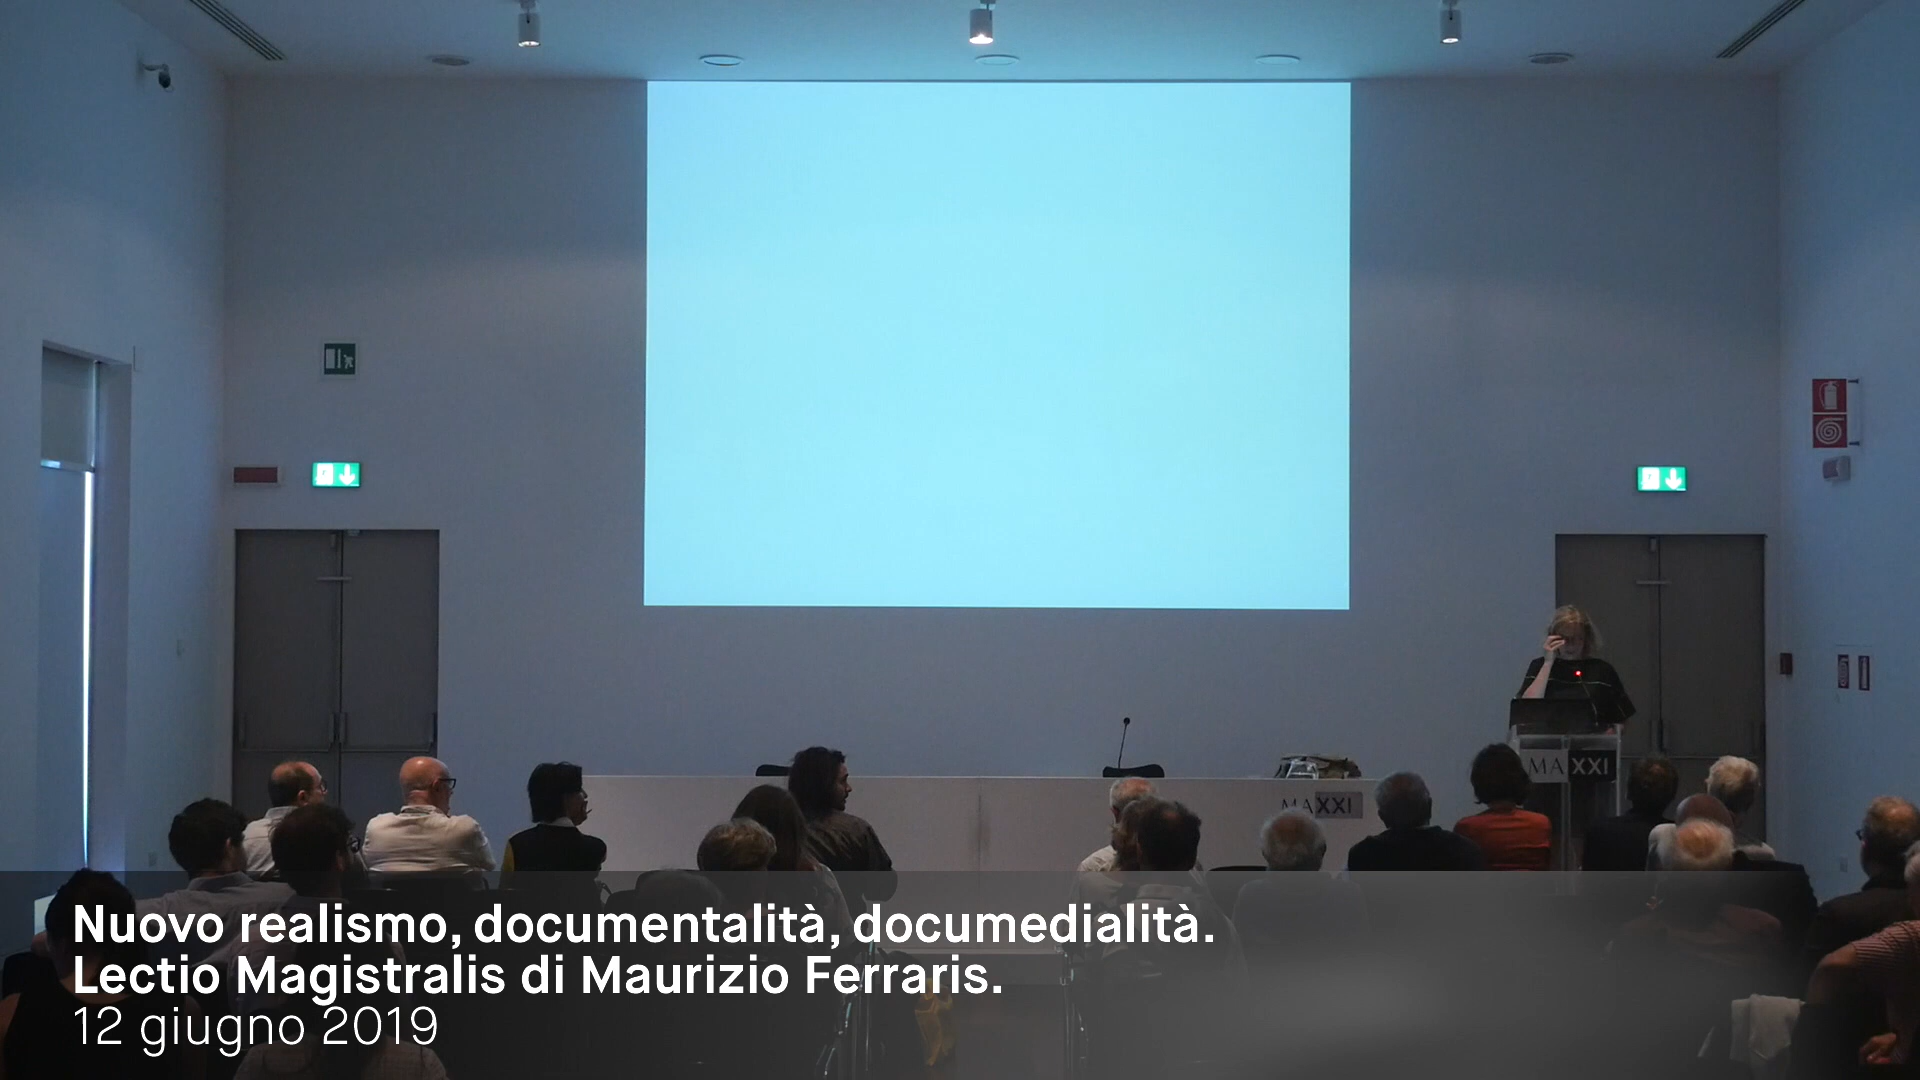 MAXXI
MAXXI
Nuovo realismo, documentalità, documedialità.
Lectio Magistralis di Maurizio Ferraris.
12 giugno 2019